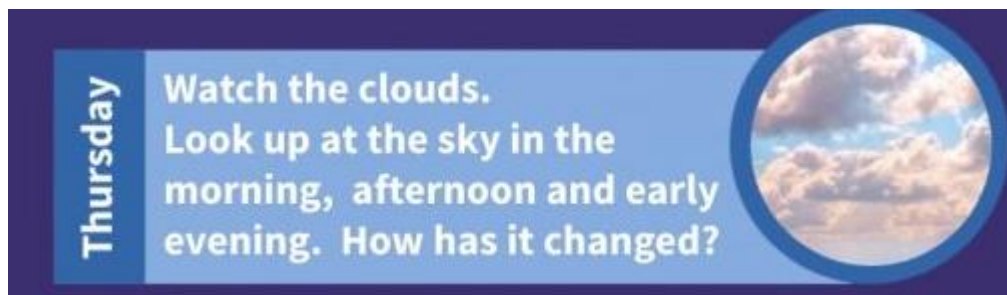 Thursday
Watch the clouds.
Look up at the sky in the
morning,  afternoon and early
evening.  How has it changed?